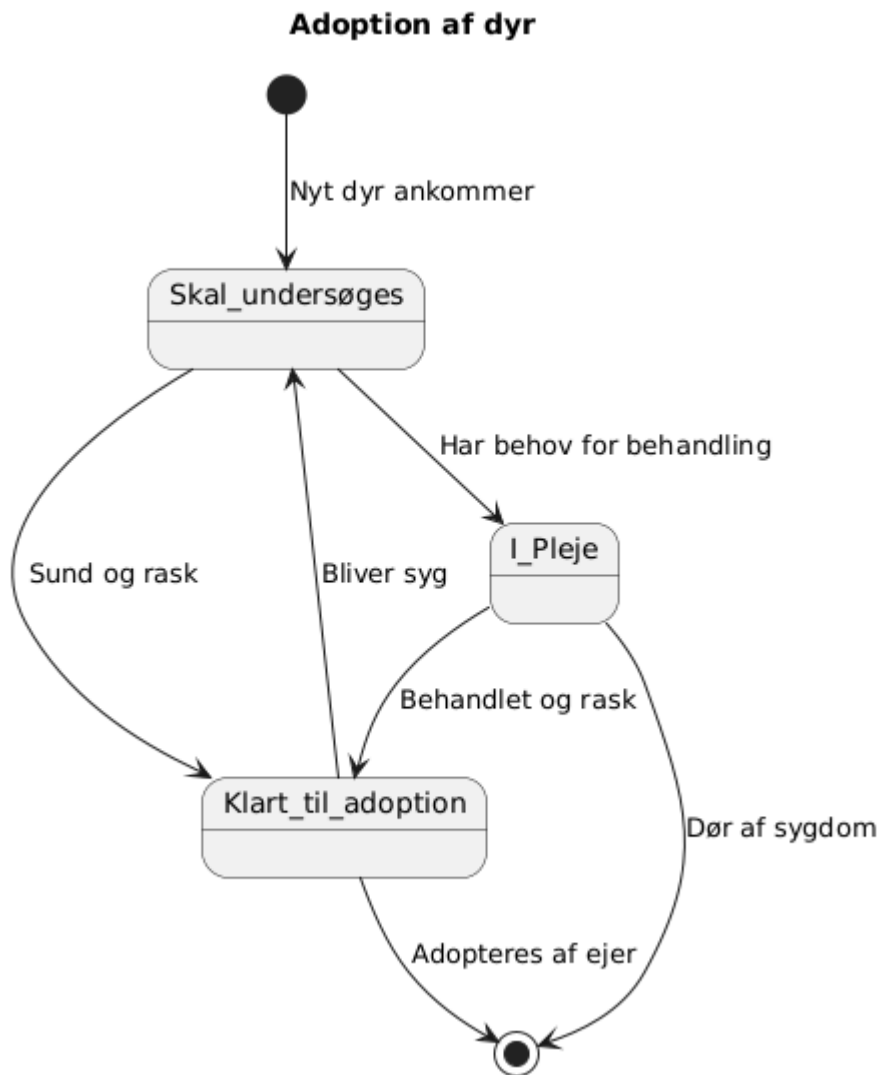 Adoption af dyr
Nyt dyr ankommer
Skal_undersøges
Har behov for behandling
I_Pleje
Sund og rask
Bliver syg
Behandlet og rask
Klart_til_adoption
Dør af sygdom
Adopteres af ejer